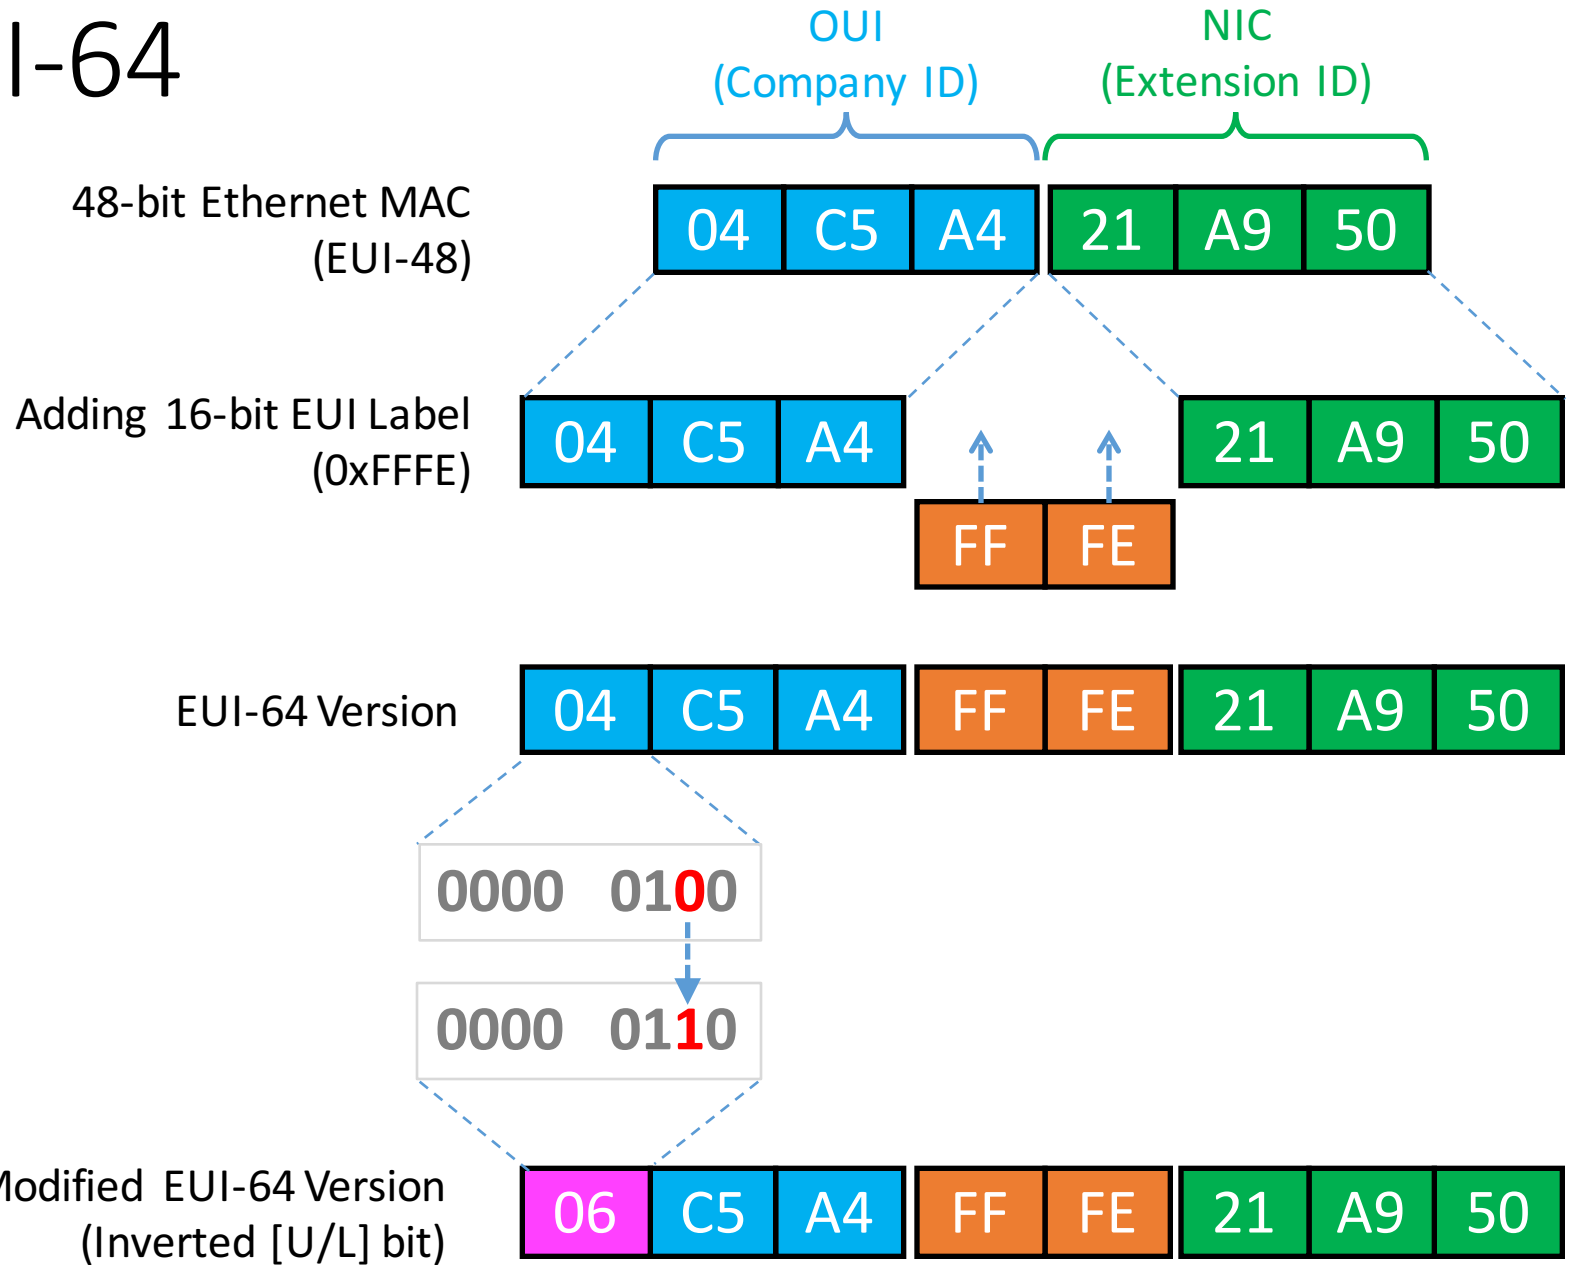 I-64
OUI
(Company ID)
NIC
(Extension ID)
48-bit Ethernet MAC
(EUI-48)
04 C5 A4 21 A9 50
Adding 16-bit EUI Label
(0xFFFE)
04 C5 A4 21 A9 50
FF FE
EUI-64 Version
04 C5 A4 FF FE 21 A9 50
0000 0100
0000 0110
Modified EUI-64 Version
(Inverted [U/L] bit)
06 C5 A4 FF FE 21 A9 50